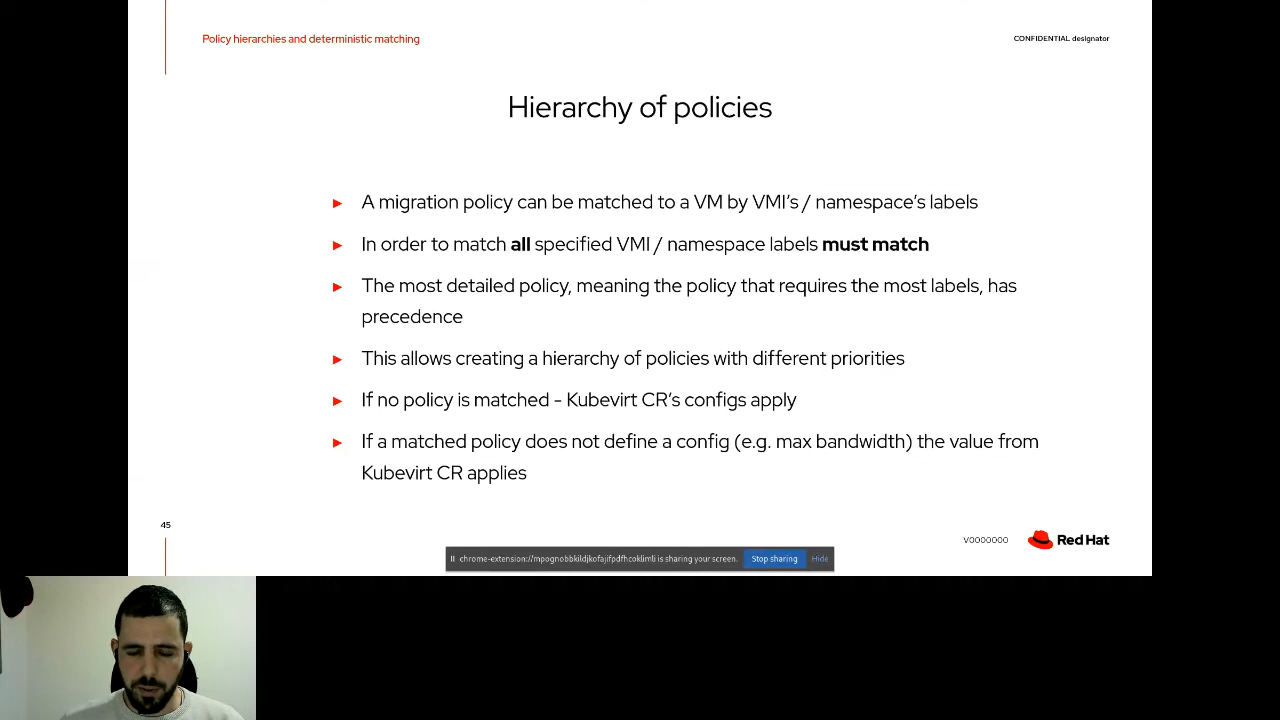 Policy hierarchies and deterministic matching
CONFIDENTIAL designator
Hierarchy of policies
A migration policy can be matched to a VM by VMI's / namespace's labels
In order to match all specified VMI / namespace labels must match
The most detailed policy, meaning the policy that requires the most labels, has
precedence
This allows creating a hierarchy of policies with different priorities
If no policy is matched - Kubevirt CR's configs apply
If a matched policy does not define a config (e.g. max bandwidth) the value from
Kubevirt CR applies
45
V0000000
Red Hat
chrome-extension://mpognobbkildjkofajifpdfhcoklimli is sharing your screen.
Stop sharing
Hide